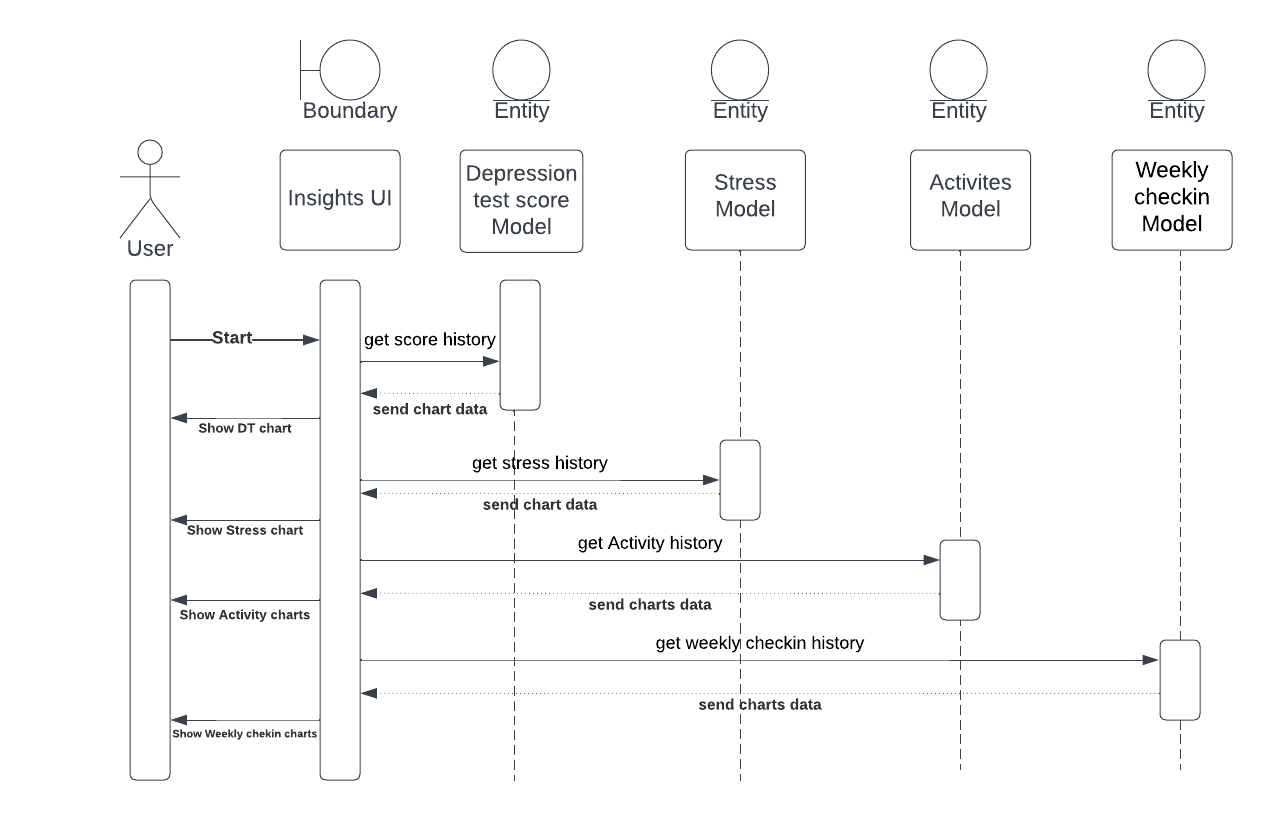 Boundary
Entity
Entity
Entity
Entity
User
Insights UI
Depression
test score
Model
Stress
Model
Activites
Model
Weekly
checkin
Model
Start
get score history
send chart data
Show DT chart
get stress history
send chart data
Show Stress chart
get Activity history
send charts data
Show Activity charts
get weekly checkin history
send charts data
Show Weekly chekin charts